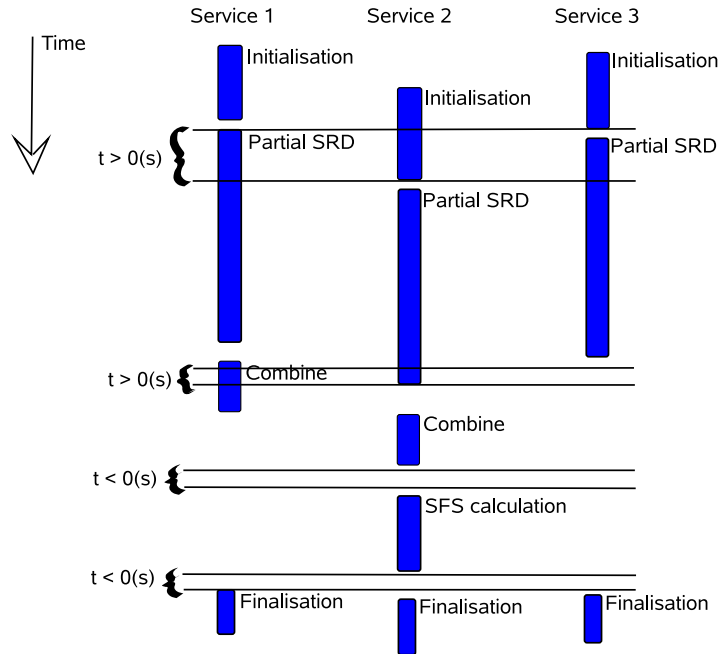 Service 1
Service 2
Service 3
Time
Initialisation
Initialisation
Initialisation
t > 0(s)
Partial SRD
Partial SRD
Partial SRD
t > 0(s)
Combine
Combine
t < 0(s)
SFS calculation
t < 0(s)
Finalisation
Finalisation
Finalisation